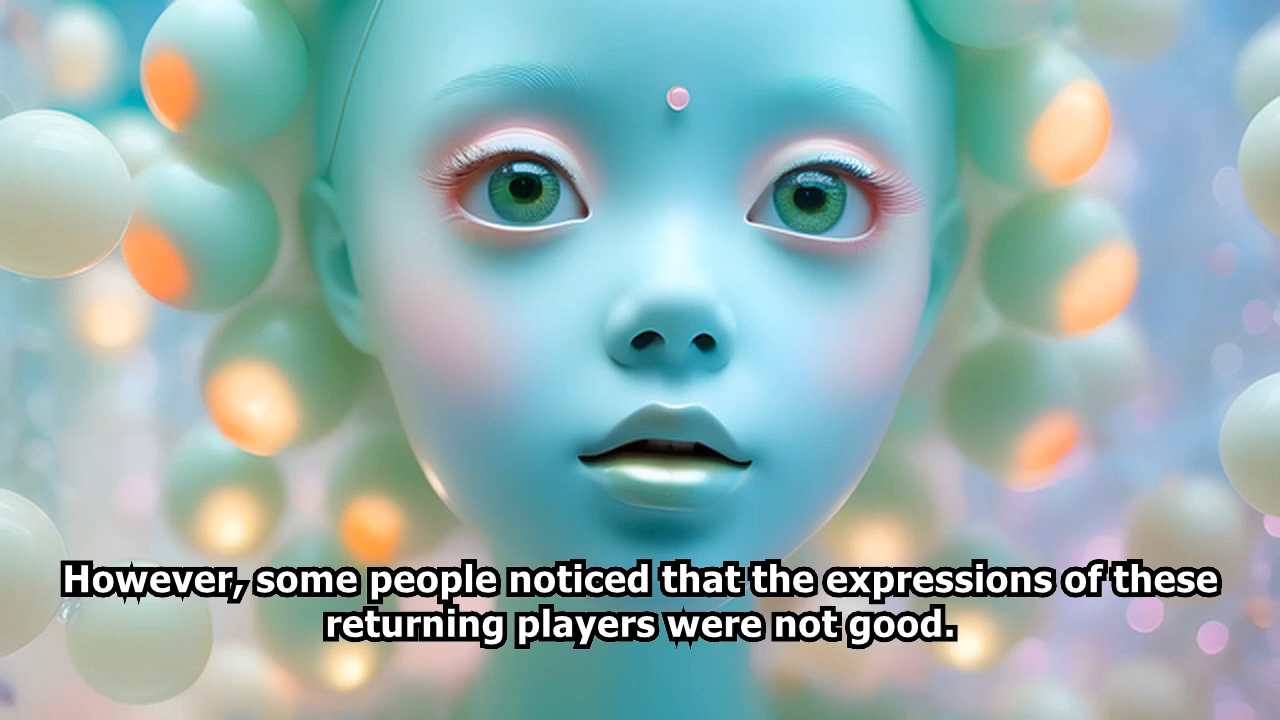 However, some people noticed that the expressions of these
returning players were not good.